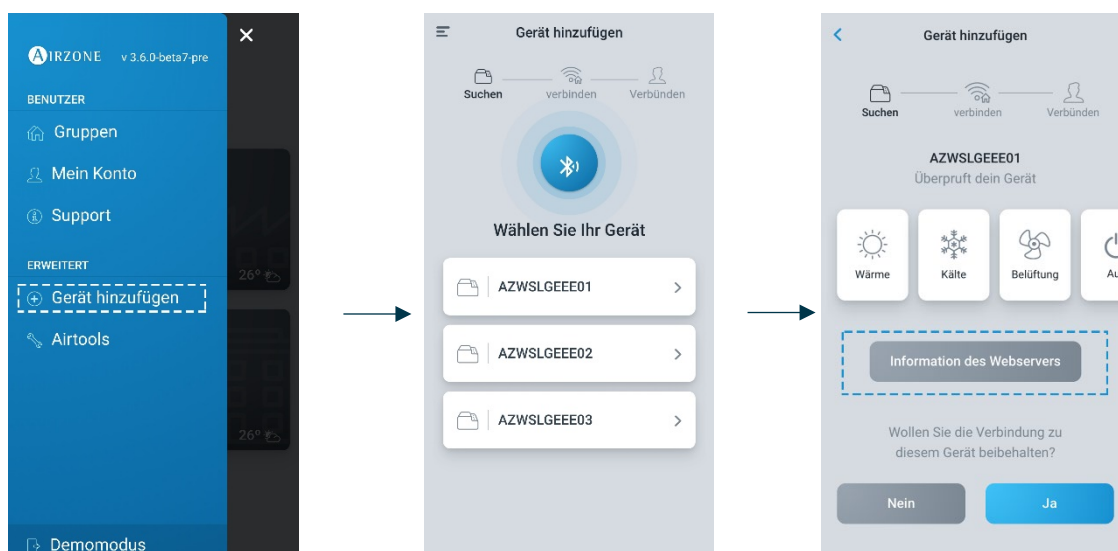 AIRZONE v 3.6.0-beta7-pre
BENUTZER
Gruppen
Mein Konto
Support
ERWEITERT
Gerät hinzufügen
Airtools
Demomodus
26°
26°
Gerät hinzufügen
Suchen verbinden Verbünden
Wählen Sie Ihr Gerät
AZWSLGEEE01
AZWSLGEEE02
AZWSLGEEE03
Gerät hinzufügen
Suchen verbinden Verbünden
AZWSLGEEE01
Überpruft dein Gerät
Wärme Kälte Belüftung Au
Information des Webservers
Wollen Sie die Verbindung zu
diesem Gerät beibehalten?
Nein Ja